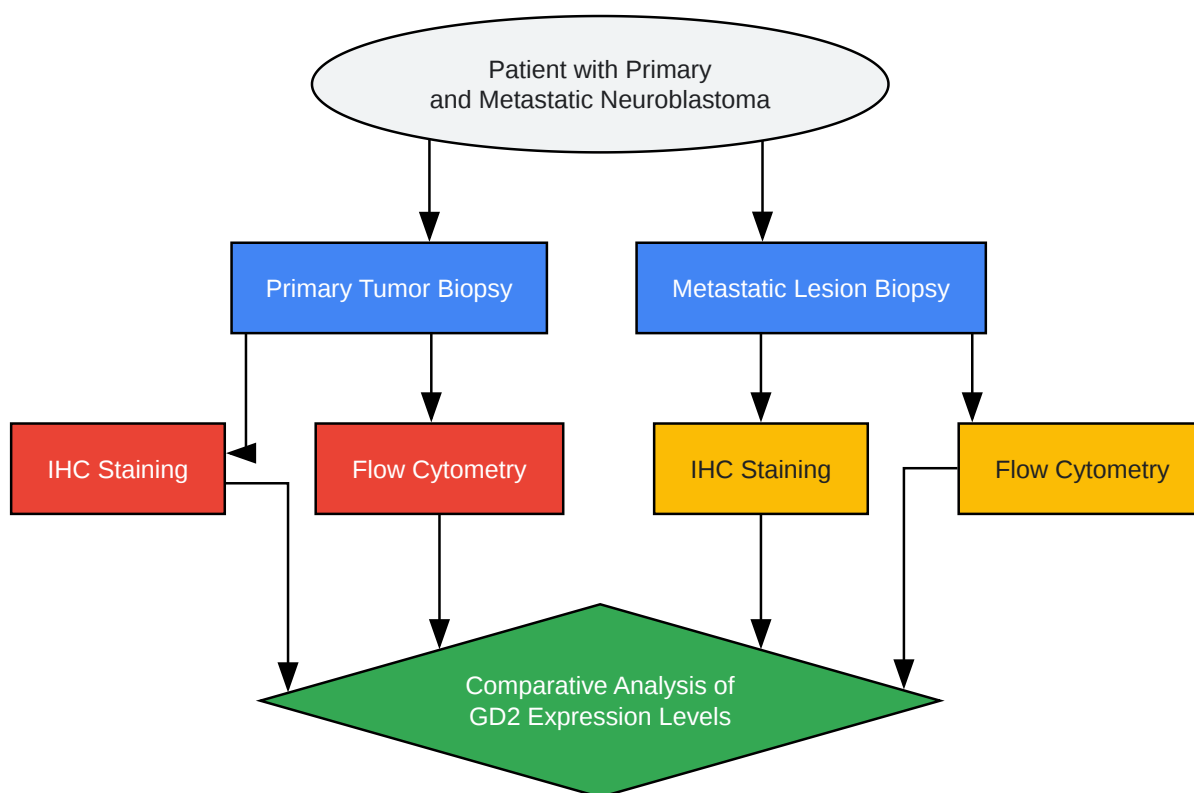 Patient with Primary
and Metastatic Neuroblastoma
Primary Tumor Biopsy
Metastatic Lesion Biopsy
IHC Staining
Flow Cytometry
IHC Staining
Flow Cytometry
Comparative Analysis of
GD2 Expression Levels